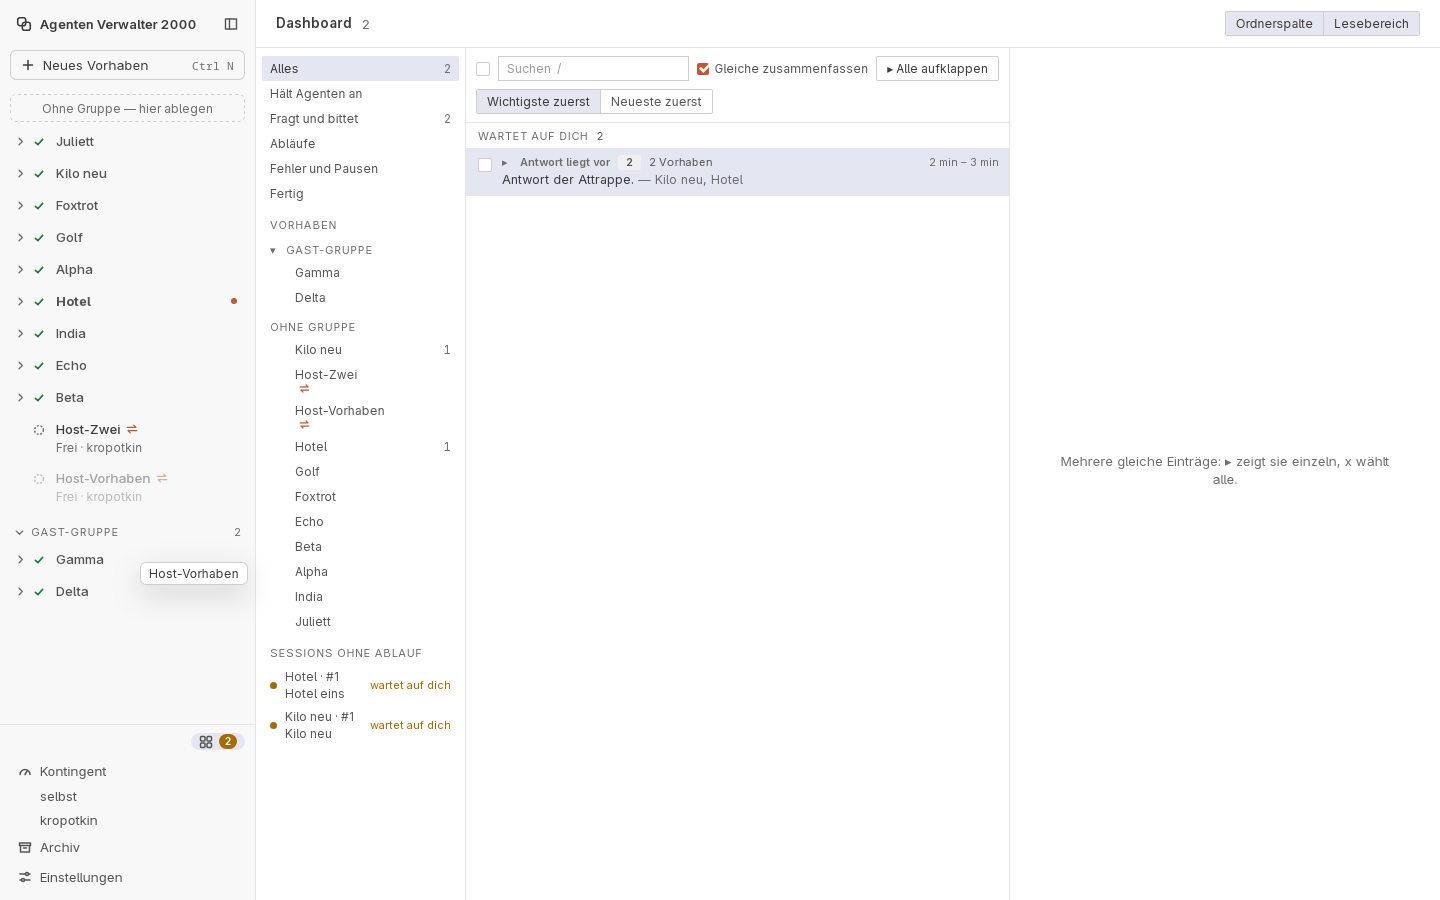 Agenten Verwalter 2000
Neues Vorhaben Ctrl N
Ohne Gruppe — hier ablegen
Juliett
Kilo neu
Foxtrot
Golf
Alpha
Hotel
India
Echo
Beta
Host-Zwei
Frei · kropotkin
Host-Vorhaben
Frei · kropotkin
GAST-GRUPPE 2
Gamma
Host-Vorhaben
Delta
2
Kontingent
selbst
kropotkin
Archiv
Einstellungen
Dashboard 2
Ordnerspalte Lesebereich
Alles 2
Hält Agenten an
Fragt und bittet 2
Abläufe
Fehler und Pausen
Fertig
VORHABEN
▾ GAST-GRUPPE
Gamma
Delta
OHNE GRUPPE
Kilo neu 1
Host-Zwei
⇌
Host-Vorhaben
⇌
Hotel 1
Golf
Foxtrot
Echo
Beta
Alpha
India
Juliett
SESSIONS OHNE ABLAUF
Hotel · #1
Hotel eins
wartet auf dich
Kilo neu · #1
Kilo neu
wartet auf dich
Suchen /
Gleiche zusammenfassen
▸ Alle aufklappen
Wichtigste zuerst Neueste zuerst
WARTET AUF DICH 2
▸ Antwort liegt vor 2 2 Vorhaben 2 min – 3 min
Antwort der Attrappe. — Kilo neu, Hotel
Mehrere gleiche Einträge: ▸ zeigt sie einzeln, x wählt
alle.